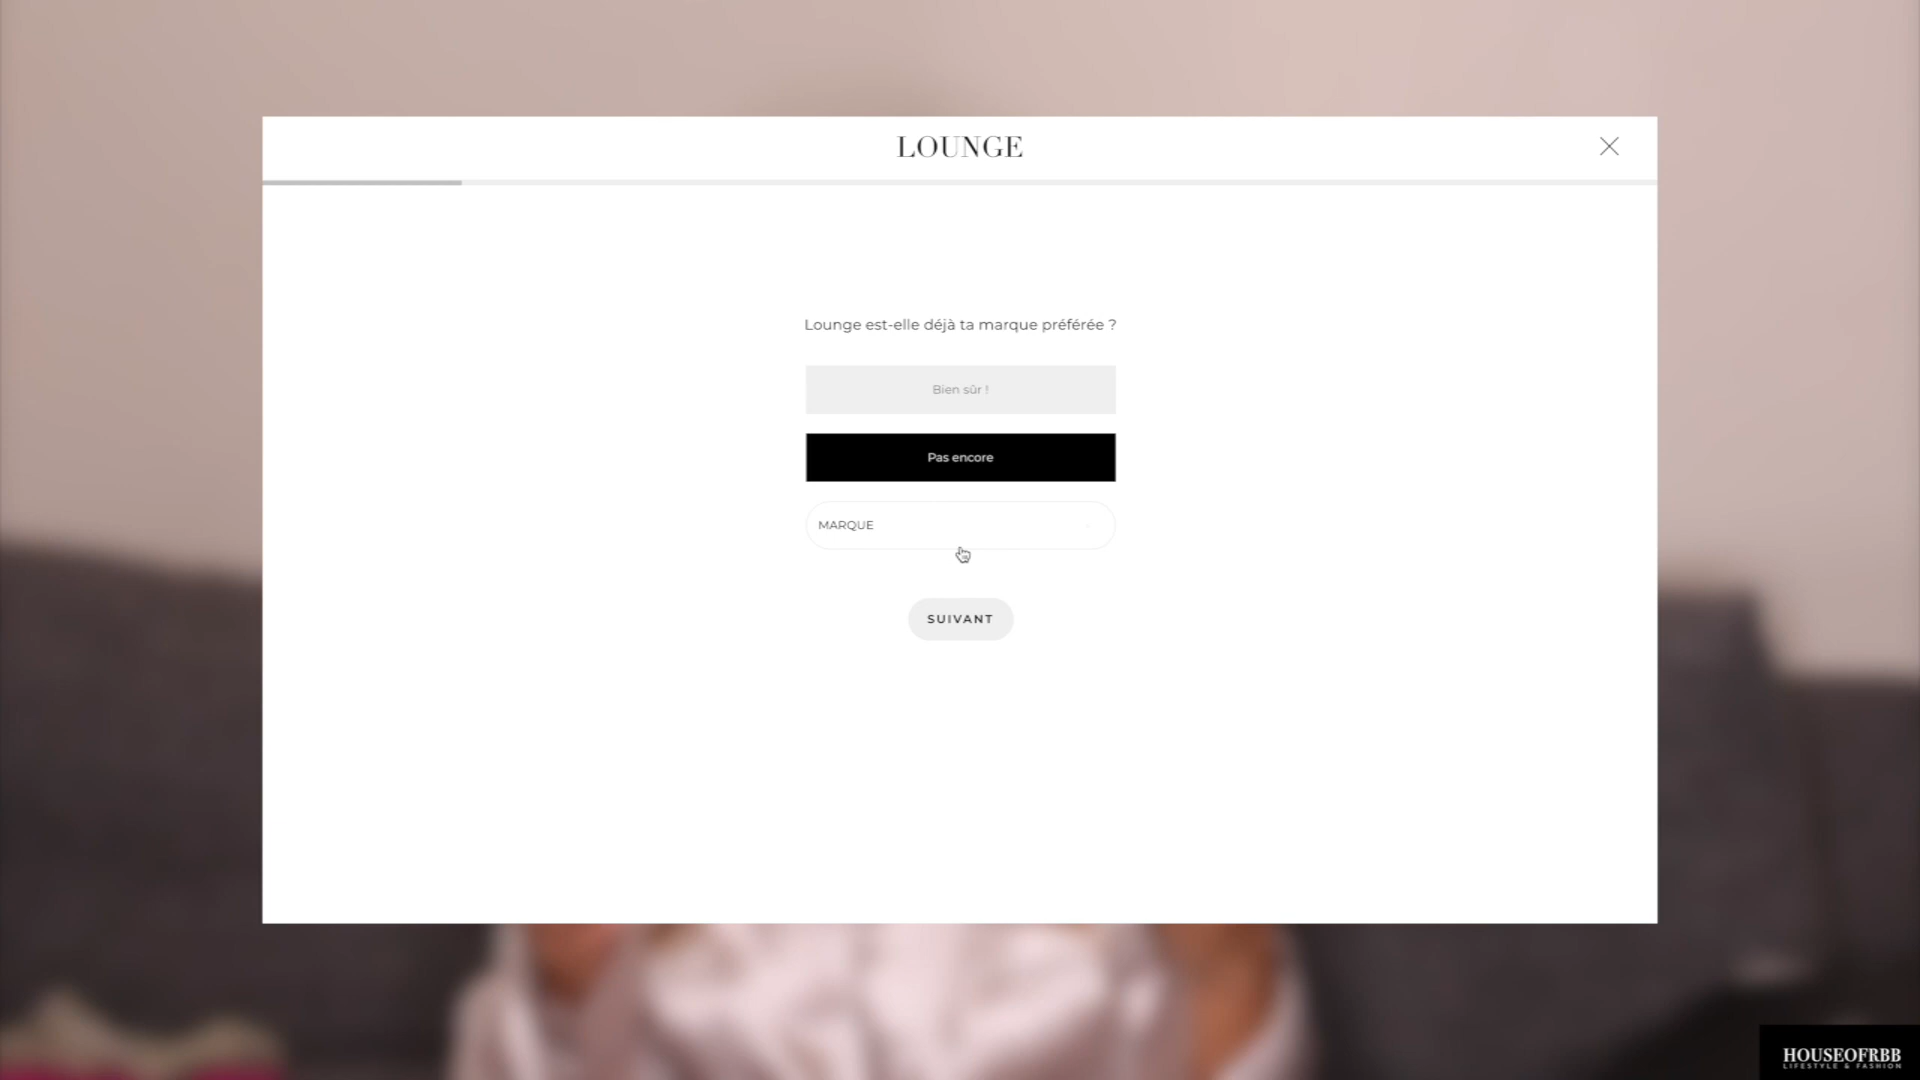 LOUNGE
Lounge est-elle déjà ta marque préférée ?
Bien sûr !
Pas encore
MARQUE
SUIVANT
HOUSEOFRBB
LIFESTYLE & FASHION